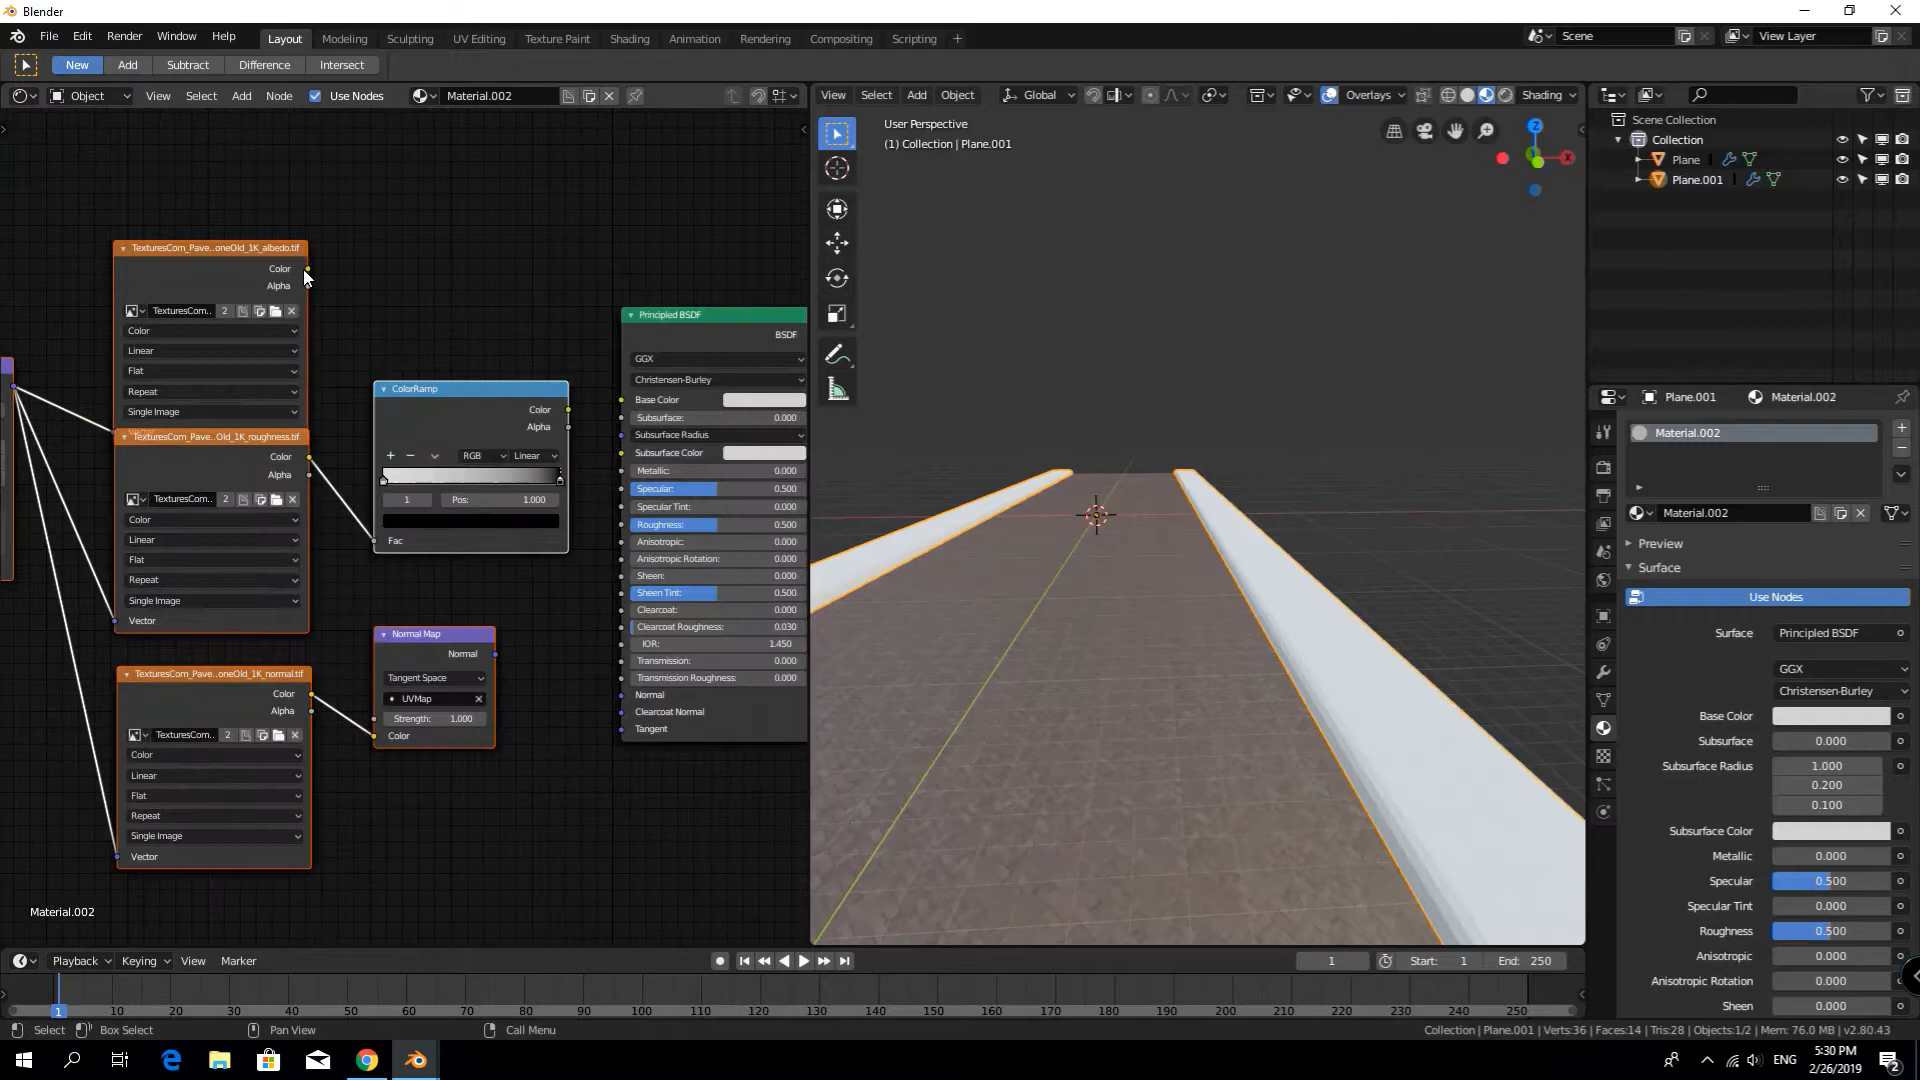 Blender
File Edit Render Window Help Layout Modeling Sculpting UV Editing Texture Paint Shading Animation Rendering Compositing Scripting + Scene View Layer
New Add Subtract Difference Intersect
Object View Select Add Node Use Nodes Material.002
View Select Add Object Global Overlays Shading
User Perspective
(1) Collection | Plane.001
Z
X
TexturesCom_Pave..oneOld_1K_albedo.tif
Color
Alpha
TexturesCom.. 2
Color
Linear
Flat
Repeat
Single Image
TexturesCom_Pave..Old_1K_roughness.tif
Color
Alpha
TexturesCom.. 2
Color
Linear
Flat
Repeat
Single Image
Vector
TexturesCom_Pave..oneOld_1K_normal.tif
Color
Alpha
TexturesCom.. 2
Color
Linear
Flat
Repeat
Single Image
Vector
ColorRamp
Color
Alpha
+ − RGB Linear
1 Pos: 1.000
Fac
Normal Map
Normal
Tangent Space
UVMap
Strength: 1.000
Color
Principled BSDF
BSDF
GGX
Christensen-Burley
Base Color
Subsurface: 0.000
Subsurface Radius
Subsurface Color
Metallic: 0.000
Specular: 0.500
Specular Tint: 0.000
Roughness: 0.500
Anisotropic: 0.000
Anisotropic Rotation: 0.000
Sheen: 0.000
Sheen Tint: 0.500
Clearcoat: 0.000
Clearcoat Roughness: 0.030
IOR: 1.450
Transmission: 0.000
Transmission Roughness: 0.000
Normal
Clearcoat Normal
Tangent
Material.002
Scene Collection
Collection
Plane
Plane.001
Plane.001 Material.002
Material.002
Material.002
Preview
Surface
Use Nodes
Surface Principled BSDF
GGX
Christensen-Burley
Base Color
Subsurface 0.000
Subsurface Radius 1.000
0.200
0.100
Subsurface Color
Metallic 0.000
Specular 0.500
Specular Tint 0.000
Roughness 0.500
Anisotropic 0.000
Anisotropic Rotation 0.000
Sheen 0.000
Playback Keying View Marker 1 Start: 1 End: 250
1 10 20 30 40 50 60 70 80 90 100 110 120 130 140 150 160 170 180 190 200 210 220 230 240 250
Select Box Select Pan View Call Menu Collection | Plane.001 | Verts:36 | Faces:14 | Tris:28 | Objects:1/2 | Mem: 76.0 MB | v2.80.43
ENG
5:30 PM
2/26/2019
2